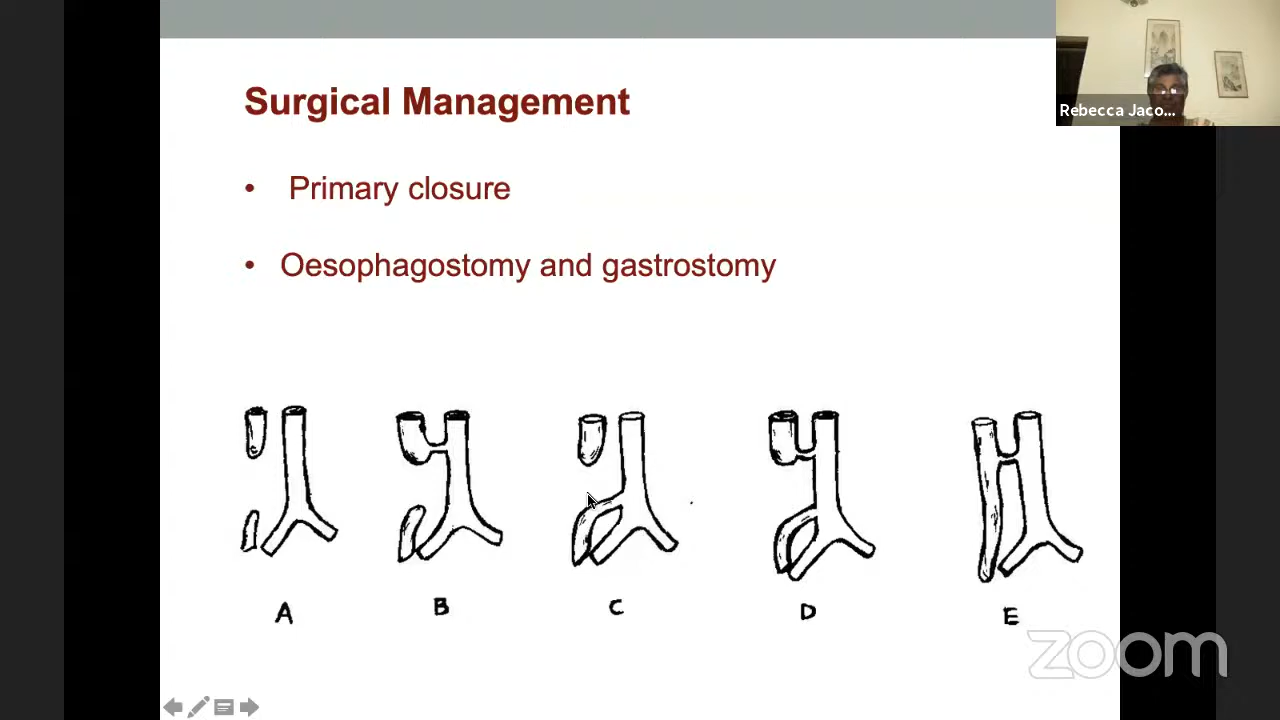 Surgical Management
Rebecca Jaco...
• Primary closure
• Oesophagostomy and gastrostomy
A B C D E
zoom